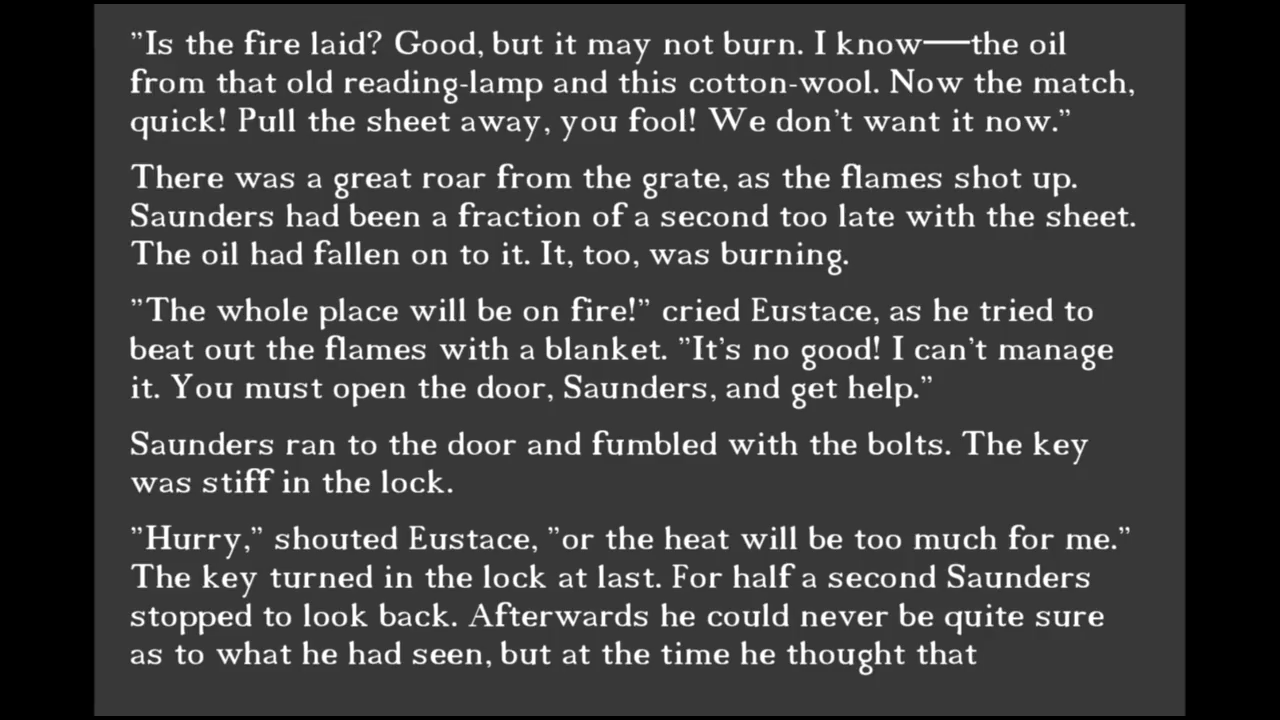 ”Is the fire laid? Good, but it may not burn. I know——the oil
from that old reading-lamp and this cotton-wool. Now the match,
quick! Pull the sheet away, you fool! We don’t want it now.”
There was a great roar from the grate, as the flames shot up.
Saunders had been a fraction of a second too late with the sheet.
The oil had fallen on to it. It, too, was burning.
”The whole place will be on fire!” cried Eustace, as he tried to
beat out the flames with a blanket. ”It’s no good! I can’t manage
it. You must open the door, Saunders, and get help.”
Saunders ran to the door and fumbled with the bolts. The key
was stiff in the lock.
”Hurry,” shouted Eustace, ”or the heat will be too much for me.”
The key turned in the lock at last. For half a second Saunders
stopped to look back. Afterwards he could never be quite sure
as to what he had seen, but at the time he thought that